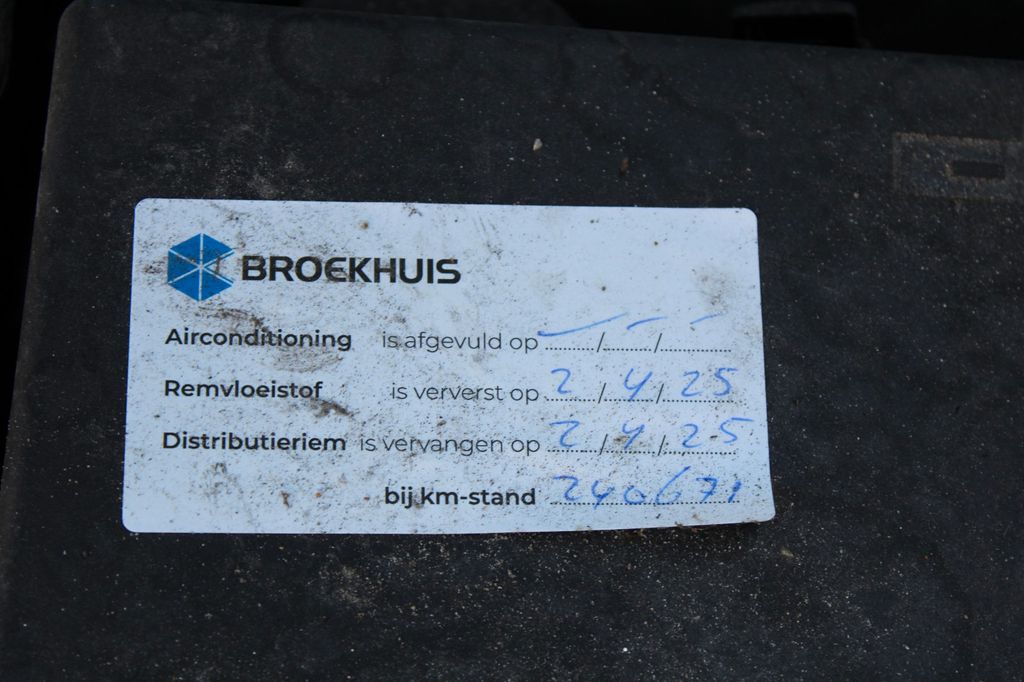 BROEKHUIS
Airconditioning is afgevuld op - / - / -
Remvloeistof is ververst op 2 / 4 / 25
Distributieriem is vervangen op 2 / 4 / 25
bij km-stand 240671